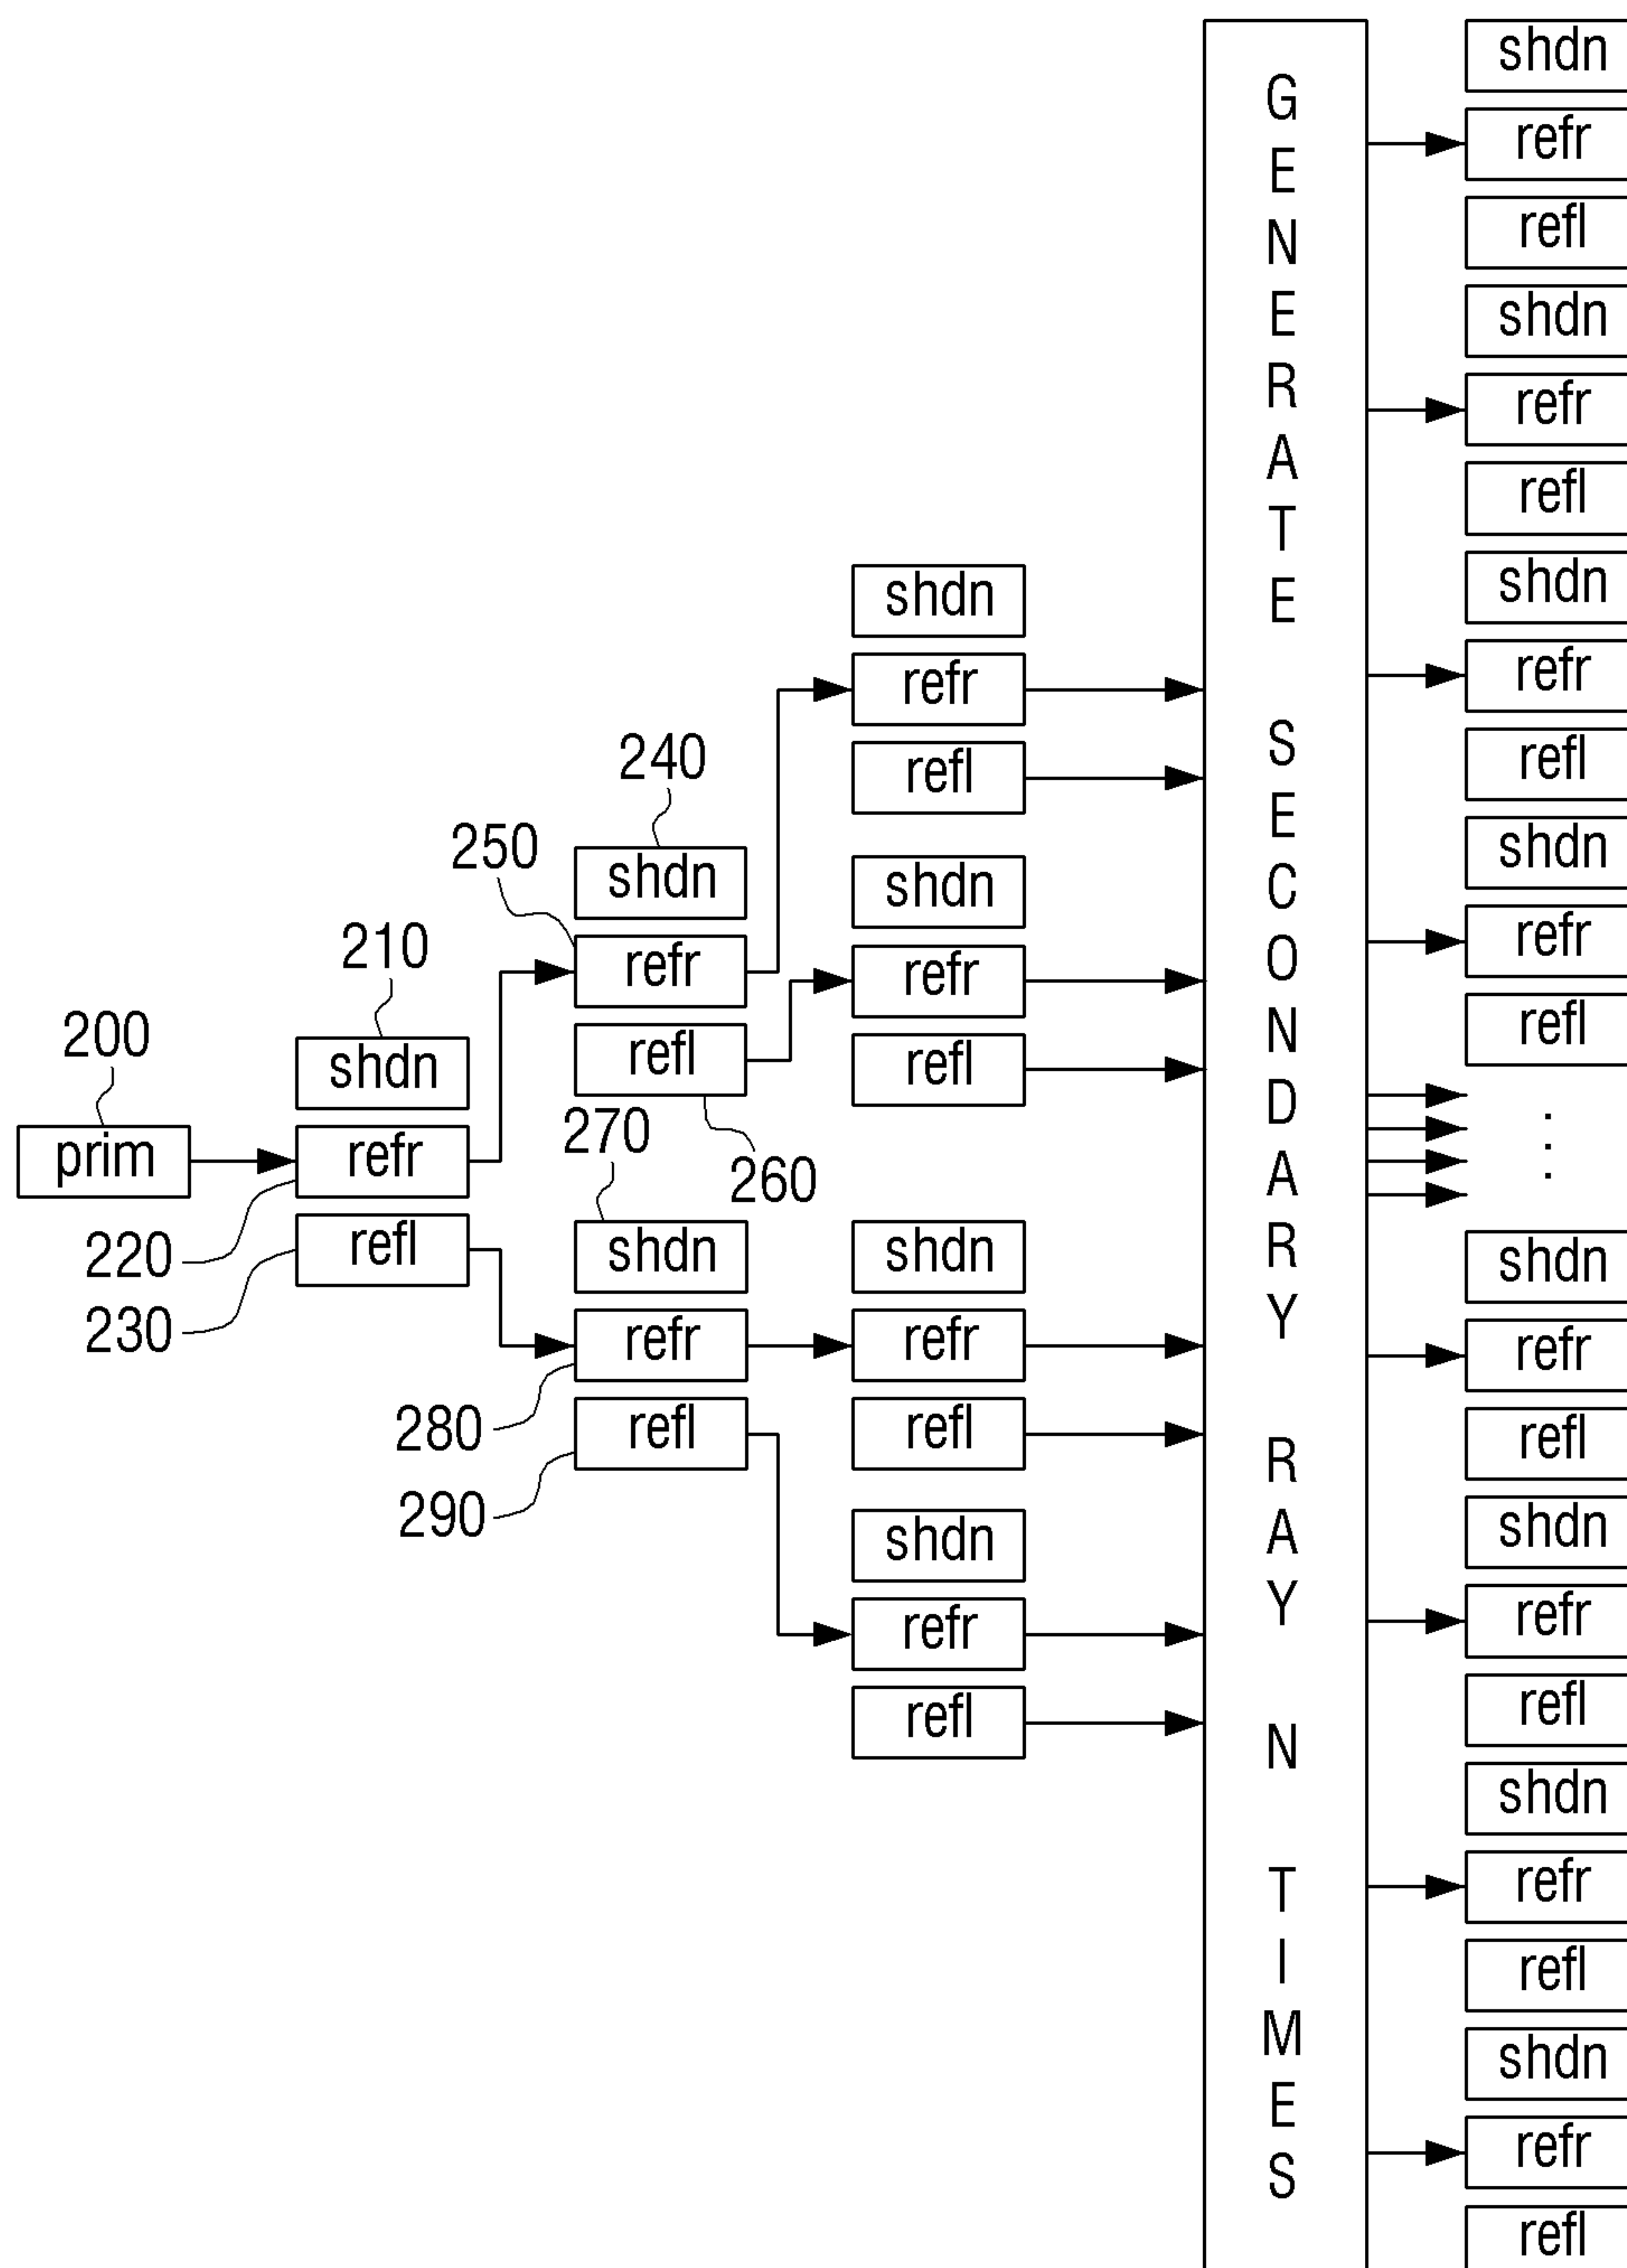 200
prim
210
shdn
refr
refl
220
230
240
250
shdn
refr
refl
260
270
shdn
refr
refl
280
290
shdn
refr
refl
shdn
refr
refl
shdn
refr
refl
shdn
refr
refl
GENERATE SECONDARY RAY N TIMES
shdn
refr
refl
shdn
refr
refl
shdn
refr
refl
shdn
refr
refl
shdn
refr
refl
shdn
refr
refl
shdn
refr
refl
shdn
refr
refl